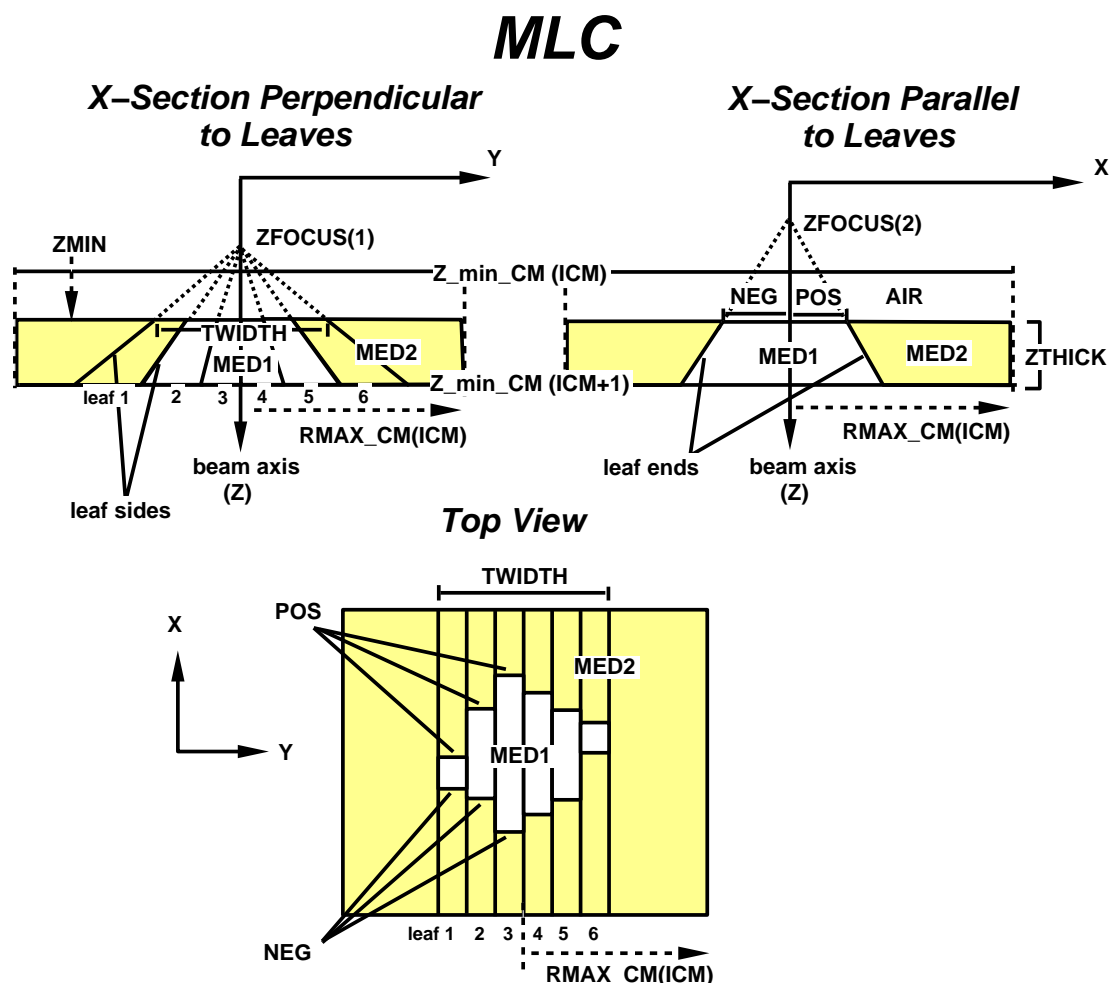 MLC
X–Section Perpendicular
to Leaves
Y
ZMIN
ZFOCUS(1)
Z_min_CM (ICM)
TWIDTH
MED1
MED2
Z_min_CM (ICM+1)
leaf 1 2 3 4 5 6
RMAX_CM(ICM)
beam axis
(Z)
leaf sides
X–Section Parallel
to Leaves
X
ZFOCUS(2)
NEG POS AIR
MED1
MED2
ZTHICK
RMAX_CM(ICM)
leaf ends
beam axis
(Z)
Top View
TWIDTH
POS
X
MED2
Y
MED1
NEG
leaf 1 2 3 4 5 6
RMAX_CM(ICM)